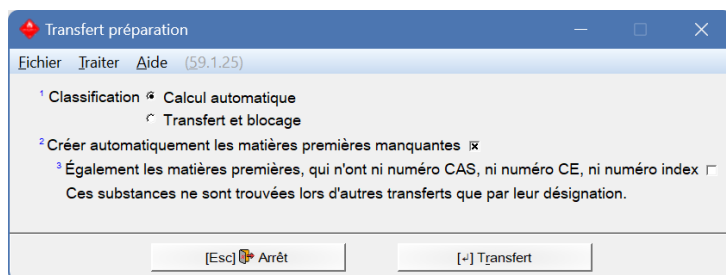 Transfert préparation
Fichier Traiter Aide (59.1.25)
1 Classification Calcul automatique
Transfert et blocage
2 Créer automatiquement les matières premières manquantes
3 Également les matières premières, qui n'ont ni numéro CAS, ni numéro CE, ni numéro index
Ces substances ne sont trouvées lors d'autres transferts que par leur désignation.
[Esc] Arrêt [↵] Transfert